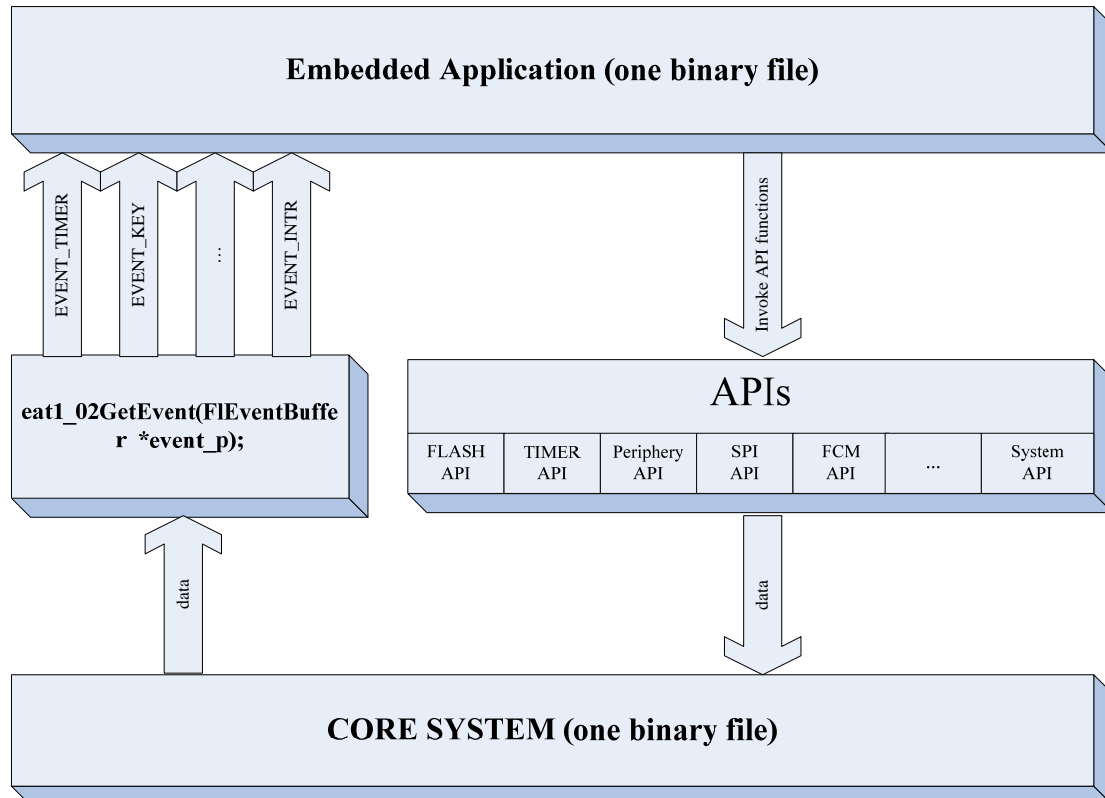 Embedded Application (one binary file)
EVENT_TIMER
EVENT_KEY
...
EVENT_INTR
Invoke API functions
eat1_02GetEvent(FlEventBuffe
r *event_p);
APIs
FLASH
API
TIMER
API
Periphery
API
SPI
API
FCM
API
...
System
API
data
data
CORE SYSTEM (one binary file)